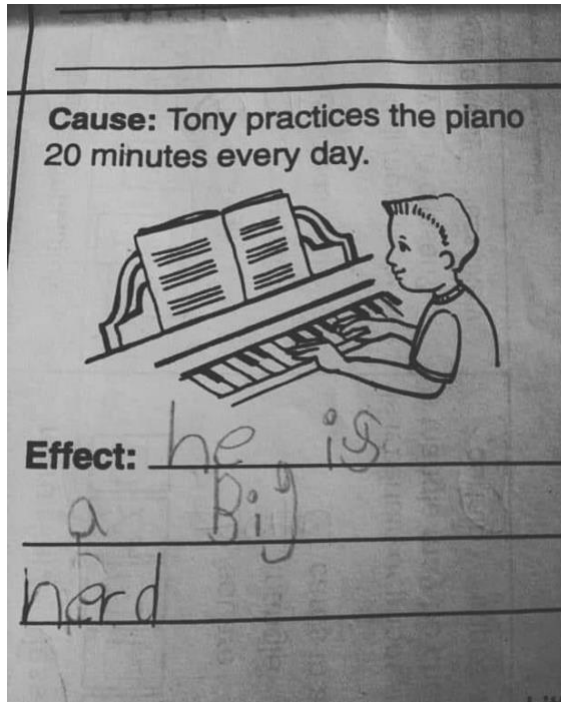 Cause: Tony practices the piano
20 minutes every day.
Effect: he is
a Big
nerd